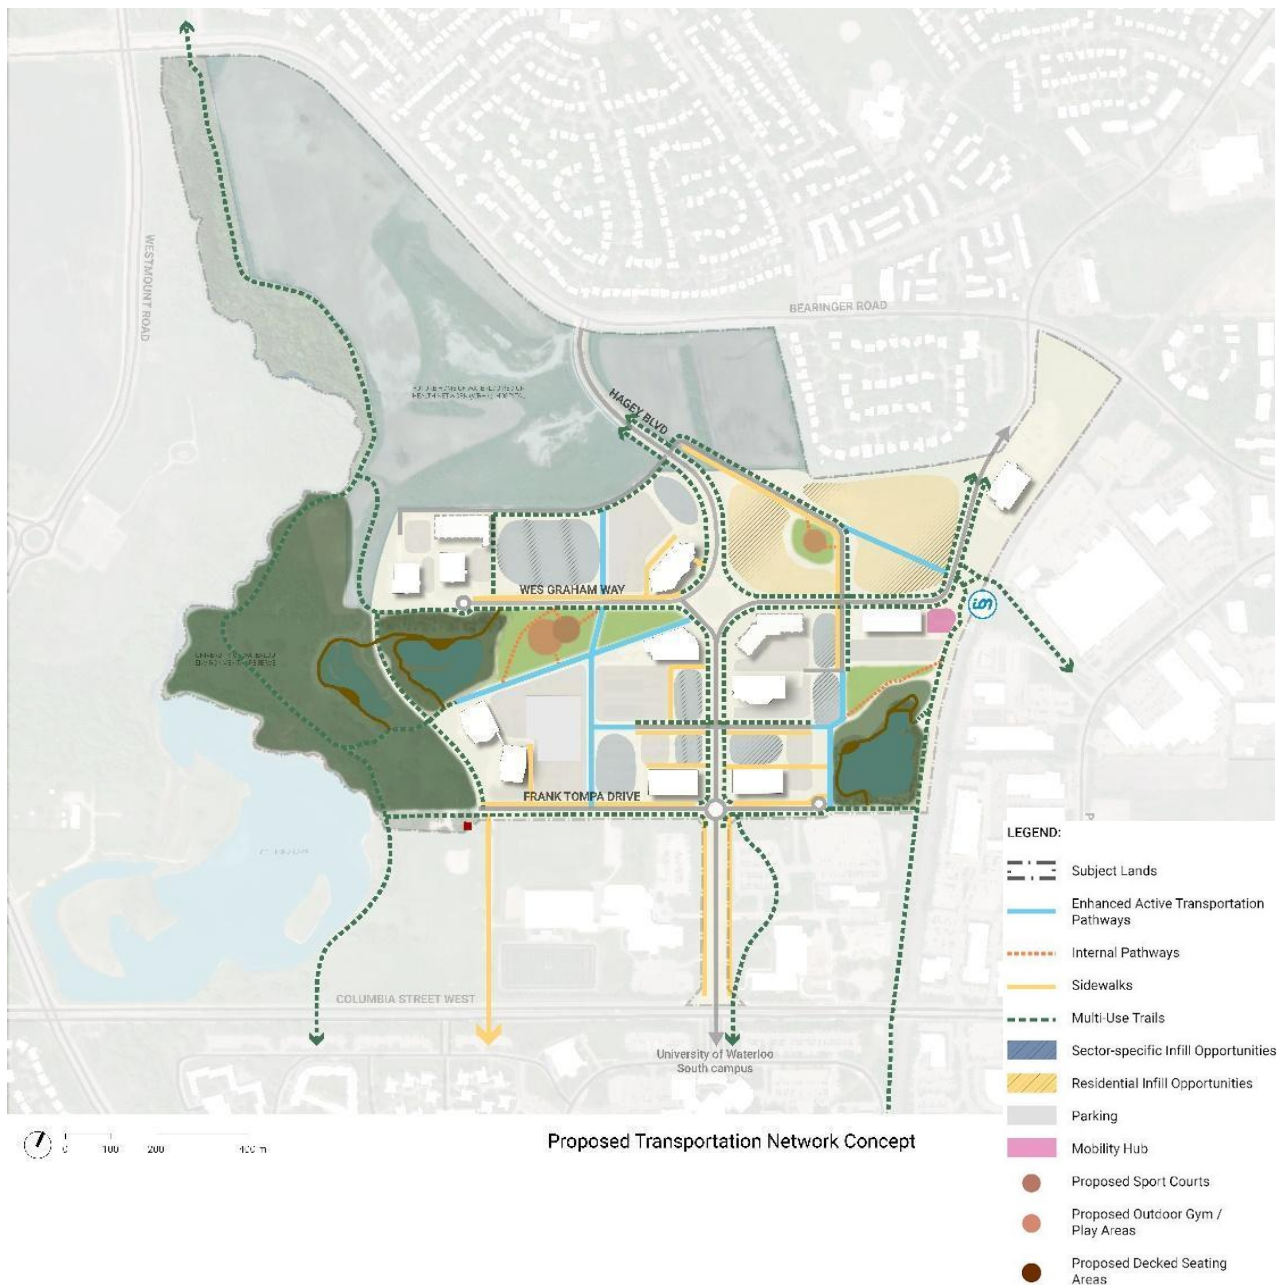 WESTMOUNT ROAD
BEARINGER ROAD
HAGEY BLVD
WES GRAHAM WAY
ion
FRANK TOMPA DRIVE
COLUMBIA STREET WEST
University of Waterloo
South campus
P
LEGEND:
Subject Lands
Enhanced Active Transportation
Pathways
Internal Pathways
Sidewalks
Multi-Use Trails
Sector-specific Infill Opportunities
Residential Infill Opportunities
Parking
Mobility Hub
Proposed Sport Courts
Proposed Outdoor Gym /
Play Areas
Proposed Decked Seating
Areas
0 100 200 400 m
Proposed Transportation Network Concept